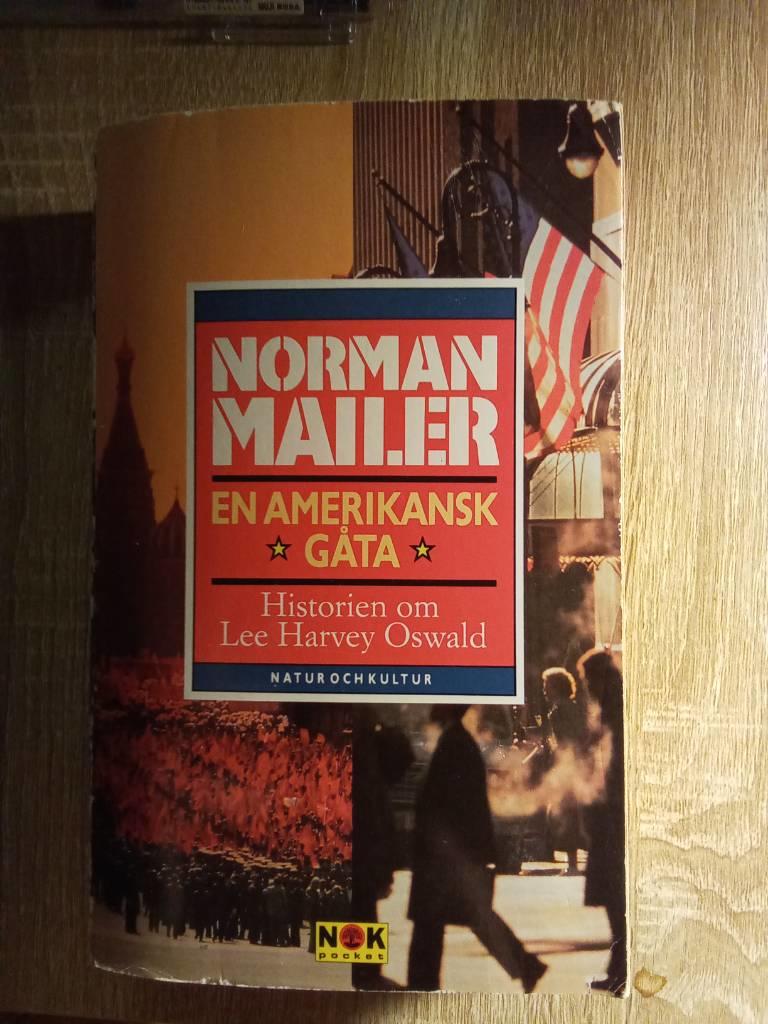 NORMAN
MAILER
EN AMERIKANSK
GÅTA
Historien om
Lee Harvey Oswald
NATUR OCH KULTUR
NOK
pocket